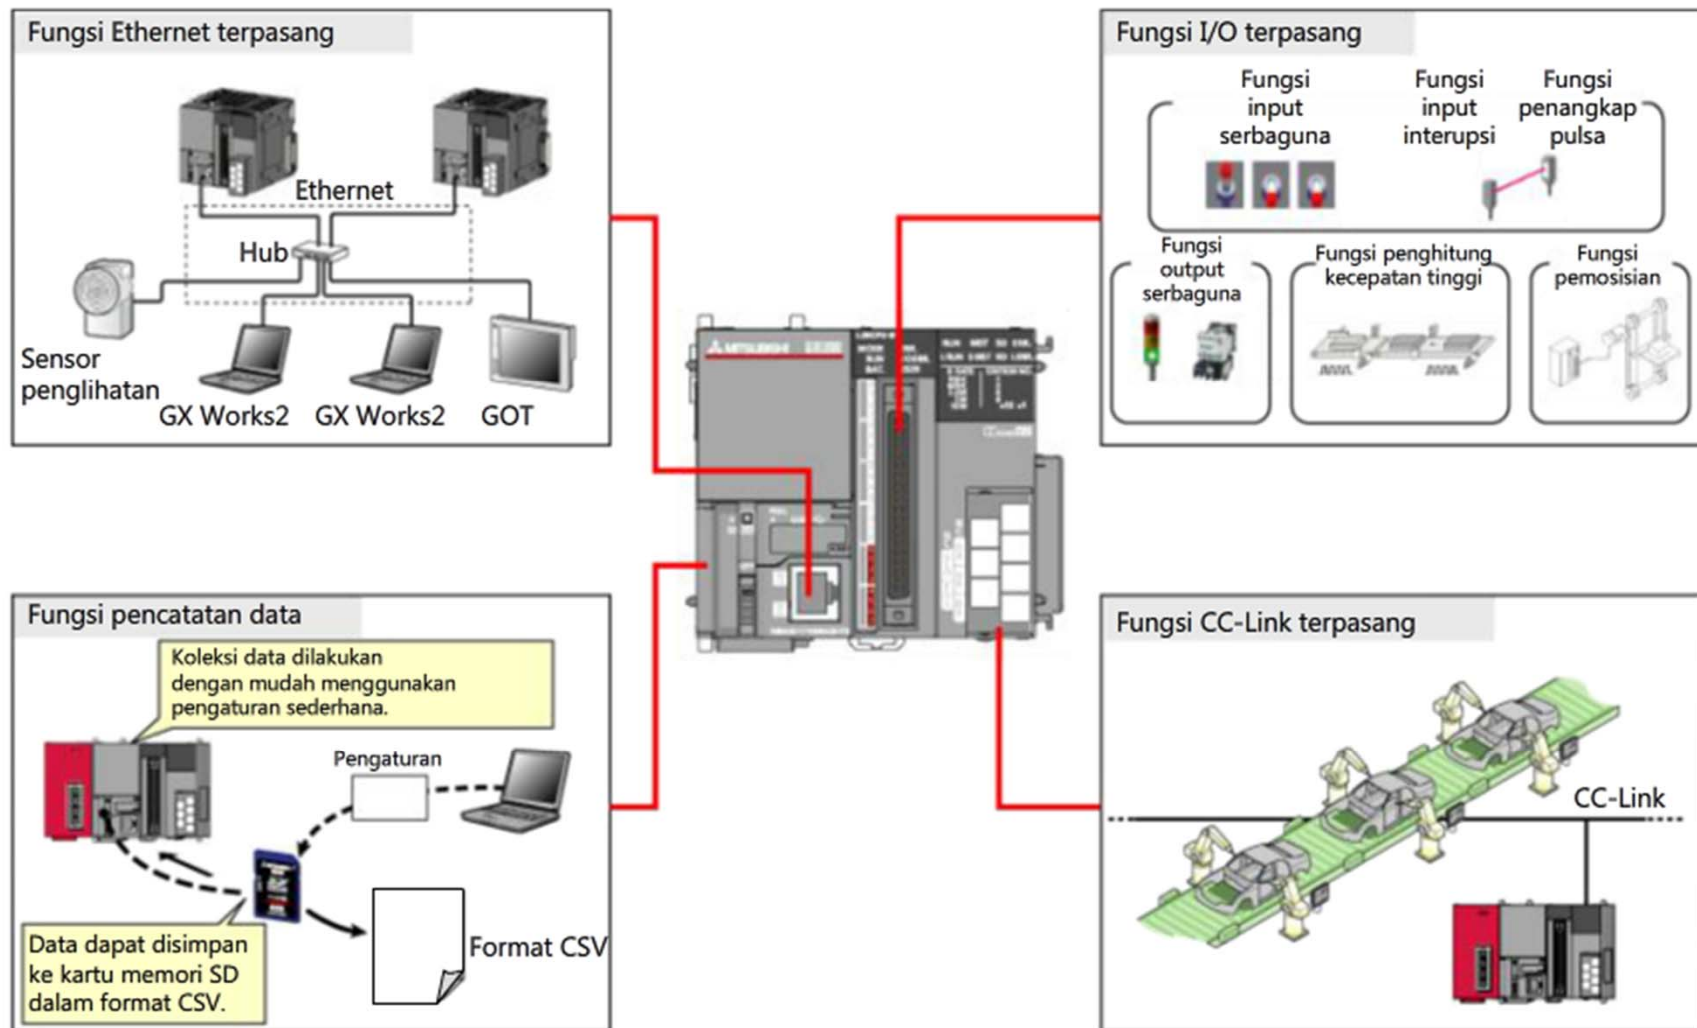 Fungsi Ethernet terpasang
Ethernet
Hub
Sensor
penglihatan
GX Works2
GX Works2
GOT
Fungsi I/O terpasang
Fungsi
input
serbaguna
Fungsi
input
interupsi
Fungsi
penangkap
pulsa
Fungsi
output
serbaguna
Fungsi penghitung
kecepatan tinggi
Fungsi
pemosisian
MITSUBISHI
Fungsi pencatatan data
Koleksi data dilakukan
dengan mudah menggunakan
pengaturan sederhana.
Pengaturan
Format CSV
Data dapat disimpan
ke kartu memori SD
dalam format CSV.
Fungsi CC-Link terpasang
CC-Link